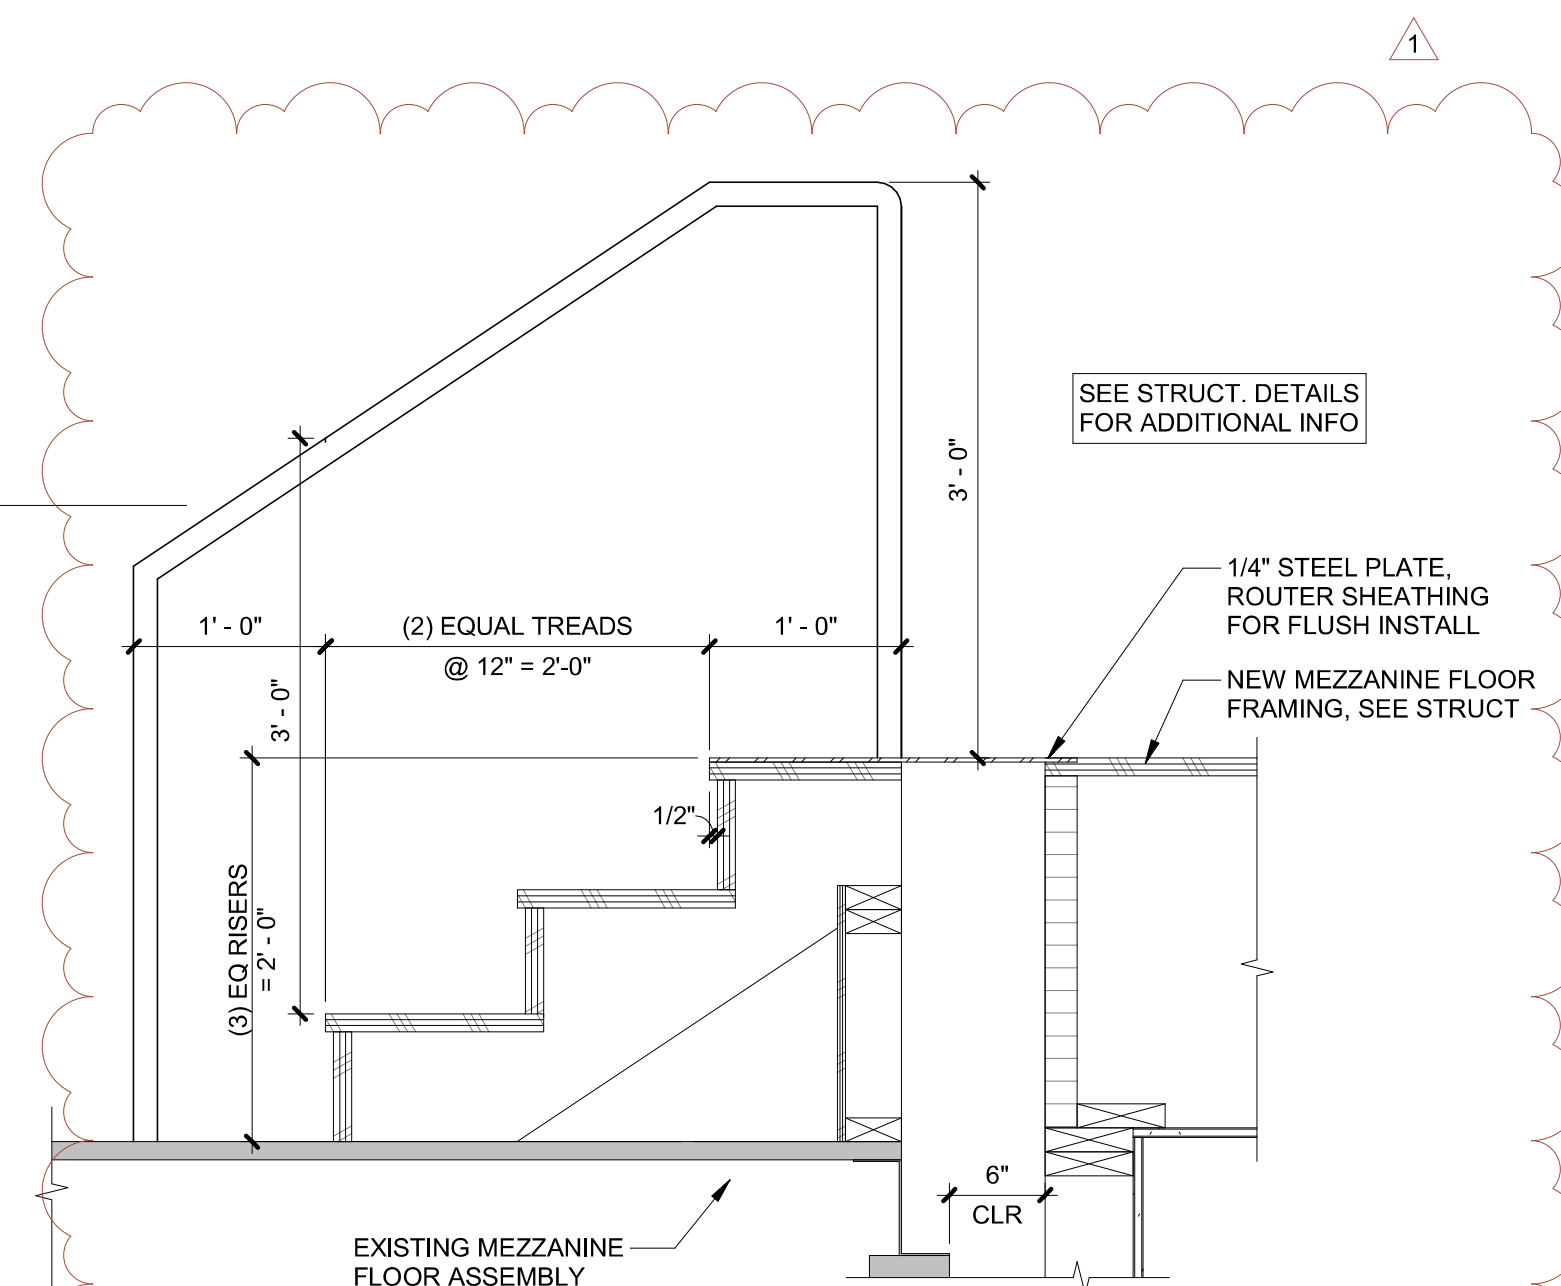 1
SEE STRUCT. DETAILS
FOR ADDITIONAL INFO
3' - 0"
1/4" STEEL PLATE,
ROUTER SHEATHING
FOR FLUSH INSTALL
1' - 0"
(2) EQUAL TREADS
@ 12" = 2'-0"
1' - 0"
NEW MEZZANINE FLOOR
FRAMING, SEE STRUCT
3' - 0"
1/2"
(3) EQ RISERS
= 2' - 0"
6"
CLR
EXISTING MEZZANINE
FLOOR ASSEMBLY